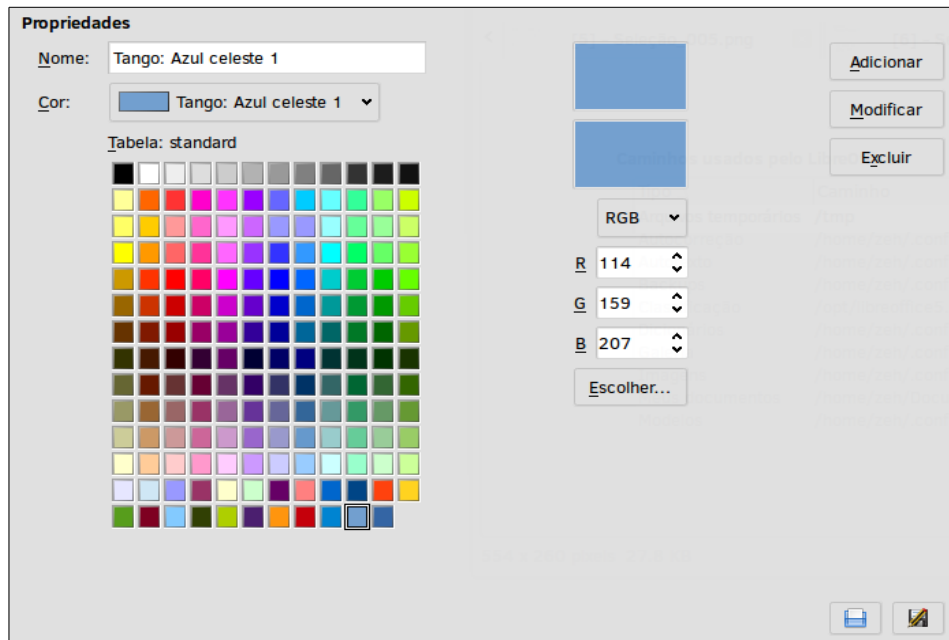 Propriedades
Nome: Tango: Azul celeste 1
Cor: Tango: Azul celeste 1
Tabela: standard
Adicionar
Modificar
Excluir
RGB
R 114
G 159
B 207
Escolher...